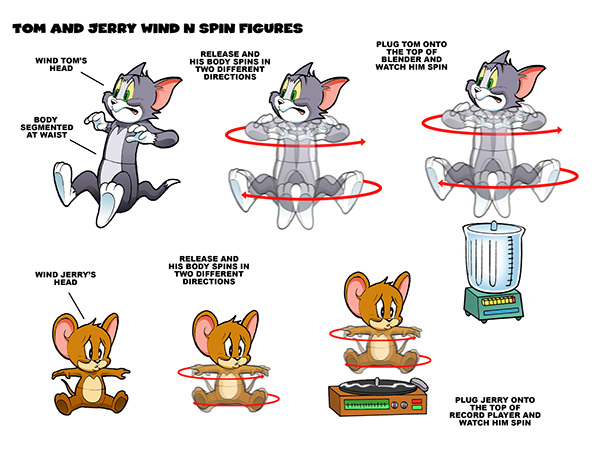 TOM AND JERRY WIND N SPIN FIGURES
WIND TOM'S
HEAD
BODY
SEGMENTED
AT WAIST
RELEASE AND
HIS BODY SPINS IN
TWO DIFFERENT
DIRECTIONS
PLUG TOM ONTO
THE TOP OF
BLENDER AND
WATCH HIM SPIN
WIND JERRY'S
HEAD
RELEASE AND
HIS BODY SPINS IN
TWO DIFFERENT
DIRECTIONS
PLUG JERRY ONTO
THE TOP OF
RECORD PLAYER AND
WATCH HIM SPIN